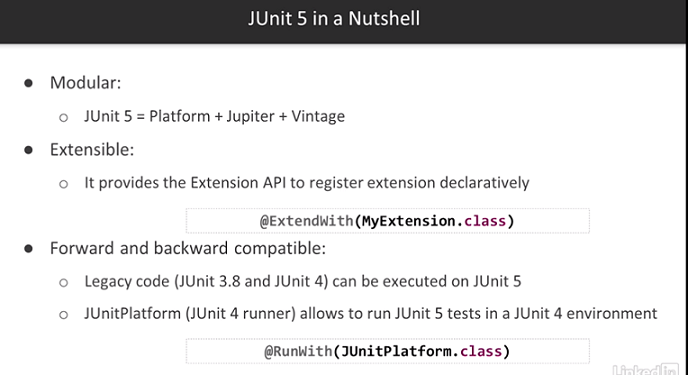 JUnit 5 in a Nutshell
● Modular:
○ JUnit 5 = Platform + Jupiter + Vintage
● Extensible:
○ It provides the Extension API to register extension declaratively
@ExtendWith(MyExtension.class)
● Forward and backward compatible:
○ Legacy code (JUnit 3.8 and JUnit 4) can be executed on JUnit 5
○ JUnitPlatform (JUnit 4 runner) allows to run JUnit 5 tests in a JUnit 4 environment
@RunWith(JUnitPlatform.class)
Linked in